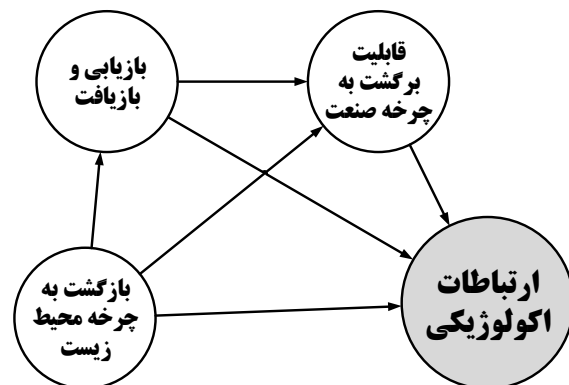 قابلیت
برگشت به
چرخه صنعت
بازیابی و
بازیافت
ارتباطات
اکولوژیکی
بازگشت به
چرخه محیط
زیست